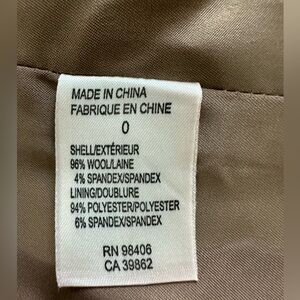 MADE IN CHINA
FABRIQUE EN CHINE
0
SHELL/EXTÉRIEUR
96% WOOL/LAINE
4% SPANDEX/SPANDEX
LINING/DOUBLURE
94% POLYESTER/POLYESTER
6% SPANDEX/SPANDEX
RN 98406
CA 39862